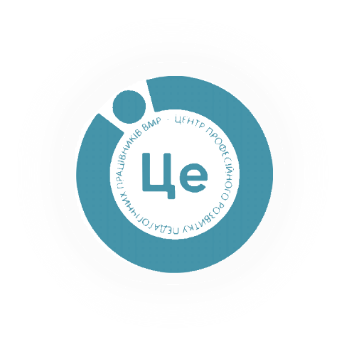 Це
ЦЕНТР ПРОФЕСІЙНОГО РОЗВИТКУ ПЕДАГОГІЧНИХ ПРАЦІВНИКІВ ВМР